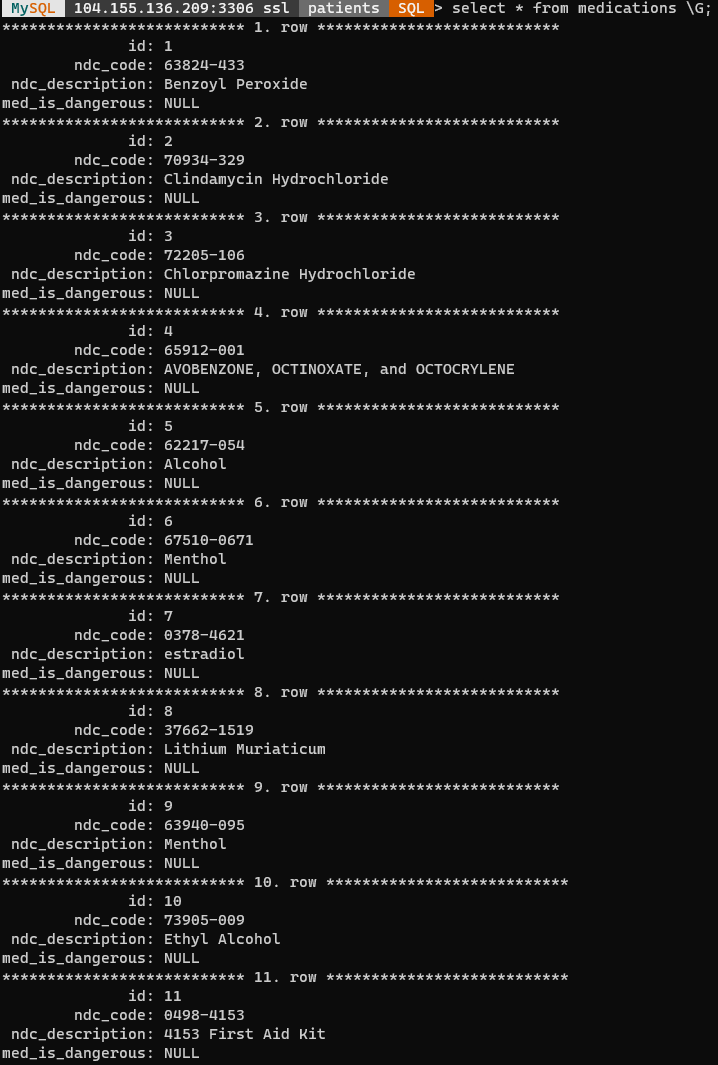 MySQL 104.155.136.209:3306 ssl patients SQL > select * from medications \G;
*************************** 1. row ***************************
id: 1
ndc_code: 63824-433
ndc_description: Benzoyl Peroxide
med_is_dangerous: NULL
*************************** 2. row ***************************
id: 2
ndc_code: 70934-329
ndc_description: Clindamycin Hydrochloride
med_is_dangerous: NULL
*************************** 3. row ***************************
id: 3
ndc_code: 72205-106
ndc_description: Chlorpromazine Hydrochloride
med_is_dangerous: NULL
*************************** 4. row ***************************
id: 4
ndc_code: 65912-001
ndc_description: AVOBENZONE, OCTINOXATE, and OCTOCRYLENE
med_is_dangerous: NULL
*************************** 5. row ***************************
id: 5
ndc_code: 62217-054
ndc_description: Alcohol
med_is_dangerous: NULL
*************************** 6. row ***************************
id: 6
ndc_code: 67510-0671
ndc_description: Menthol
med_is_dangerous: NULL
*************************** 7. row ***************************
id: 7
ndc_code: 0378-4621
ndc_description: estradiol
med_is_dangerous: NULL
*************************** 8. row ***************************
id: 8
ndc_code: 37662-1519
ndc_description: Lithium Muriaticum
med_is_dangerous: NULL
*************************** 9. row ***************************
id: 9
ndc_code: 63940-095
ndc_description: Menthol
med_is_dangerous: NULL
*************************** 10. row ***************************
id: 10
ndc_code: 73905-009
ndc_description: Ethyl Alcohol
med_is_dangerous: NULL
*************************** 11. row ***************************
id: 11
ndc_code: 0498-4153
ndc_description: 4153 First Aid Kit
med_is_dangerous: NULL